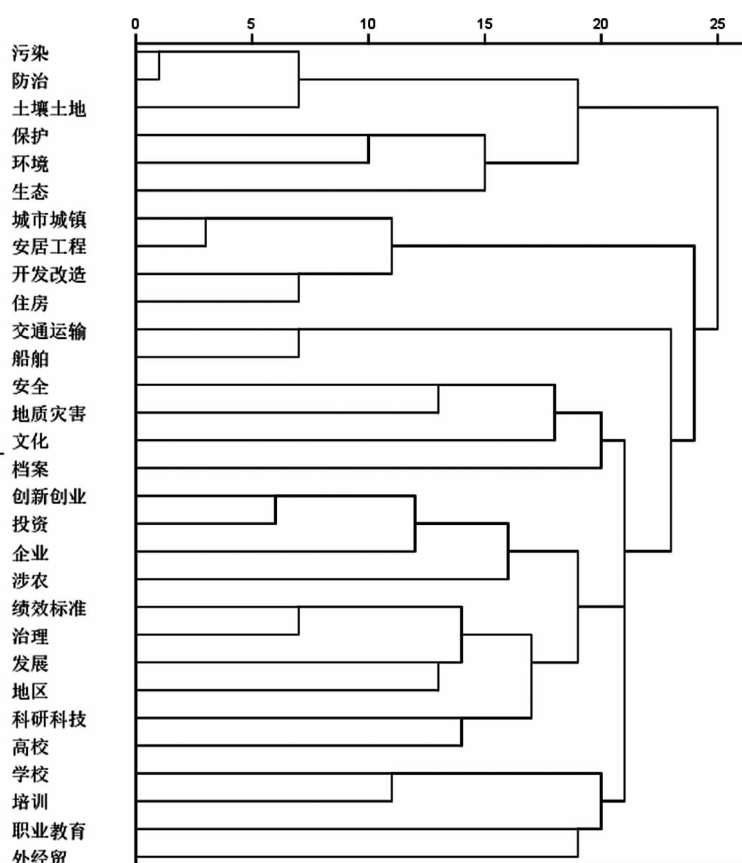 0 5 10 15 20 25
污染
防治
土壤土地
保护
环境
生态
城市城镇
安居工程
开发改造
住房
交通运输
船舶
安全
地质灾害
文化
档案
创新创业
投资
企业
涉农
绩效标准
治理
发展
地区
科研科技
高校
学校
培训
职业教育
外经贸